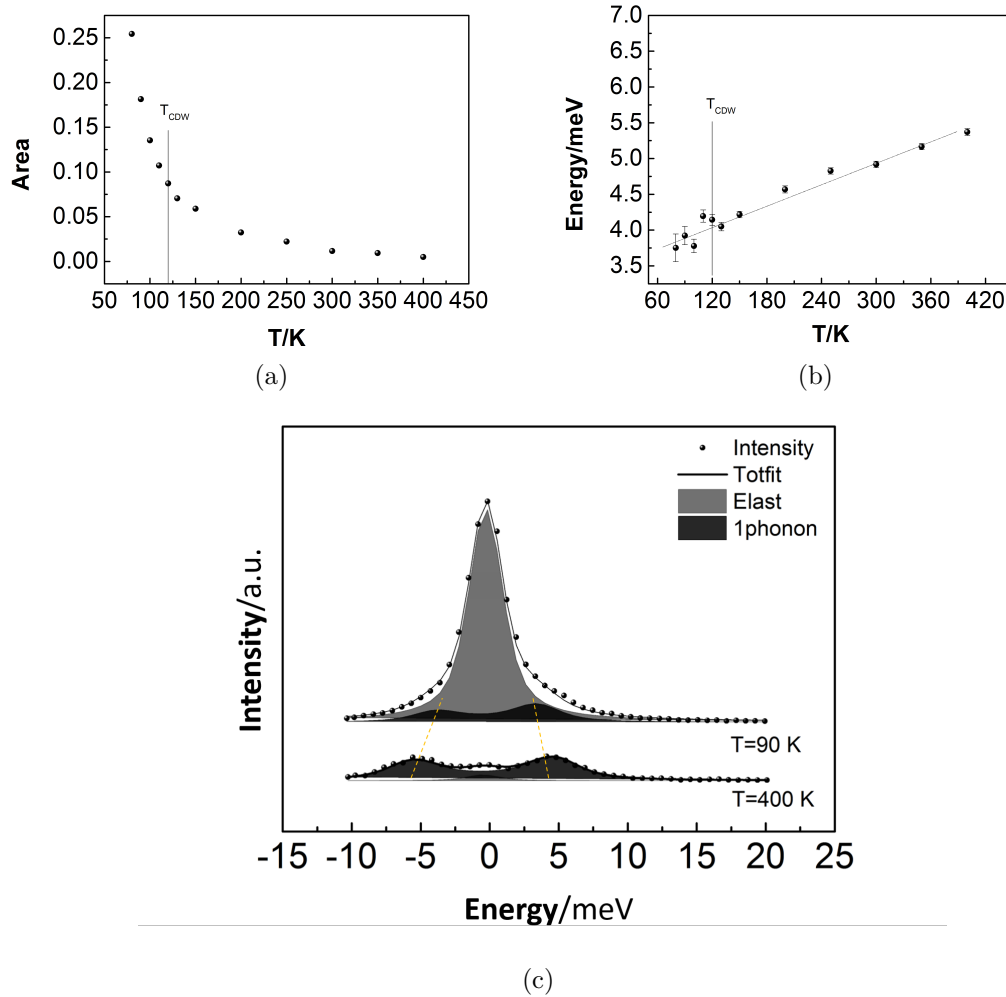 0.25
0.20
0.15
0.10
0.05
0.00
Area
T_CDW
50 100 150 200 250 300 350 400 450
T/K
(a)
7.0
6.5
6.0
5.5
5.0
4.5
4.0
3.5
Energy/meV
T_CDW
60 120 180 240 300 360 420
T/K
(b)
Intensity
Totfit
Elast
1phonon
Intensity/a.u.
T=90 K
T=400 K
-15 -10 -5 0 5 10 15 20 25
Energy/meV
(c)